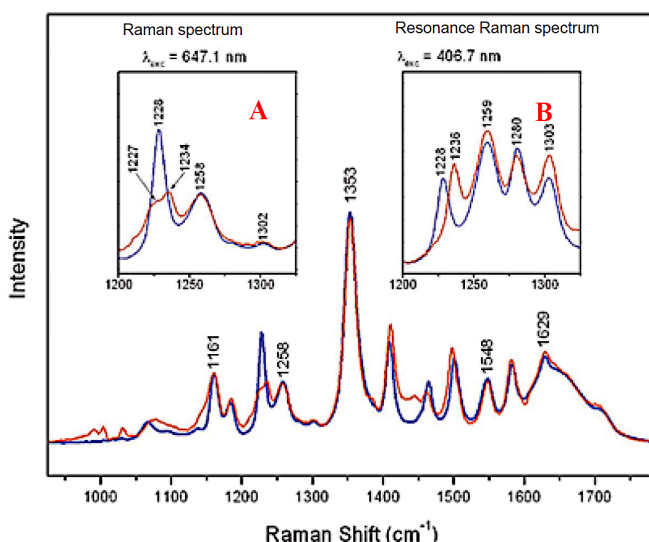 Raman spectrum
Resonance Raman spectrum
λexc = 647.1 nm
λexc = 406.7 nm
A
B
1228
1227
1234
1258
1302
1200 1250 1300
1228
1236
1259
1280
1303
1200 1250 1300
1353
1161
1258
1548
1629
Intensity
1000 1100 1200 1300 1400 1500 1600 1700
Raman Shift (cm⁻¹)